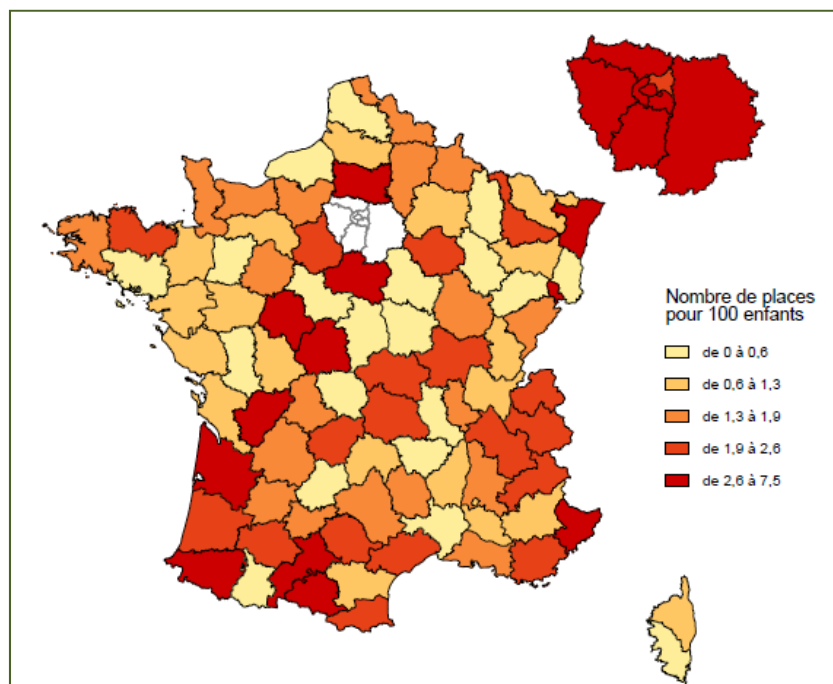 Nombre de places
pour 100 enfants
de 0 à 0,6
de 0,6 à 1,3
de 1,3 à 1,9
de 1,9 à 2,6
de 2,6 à 7,5